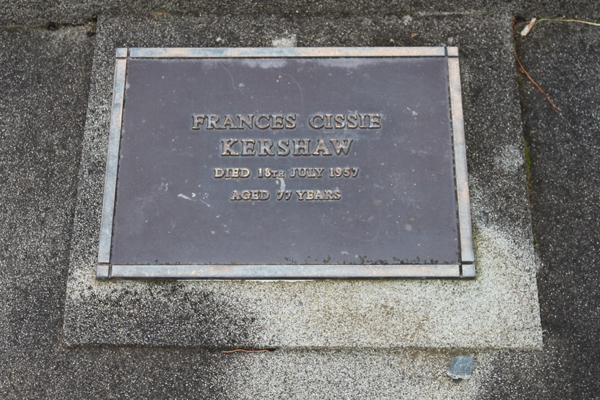 FRANCES CISSIE
KERSHAW
DIED 18TH JULY 1957
AGED 77 YEARS